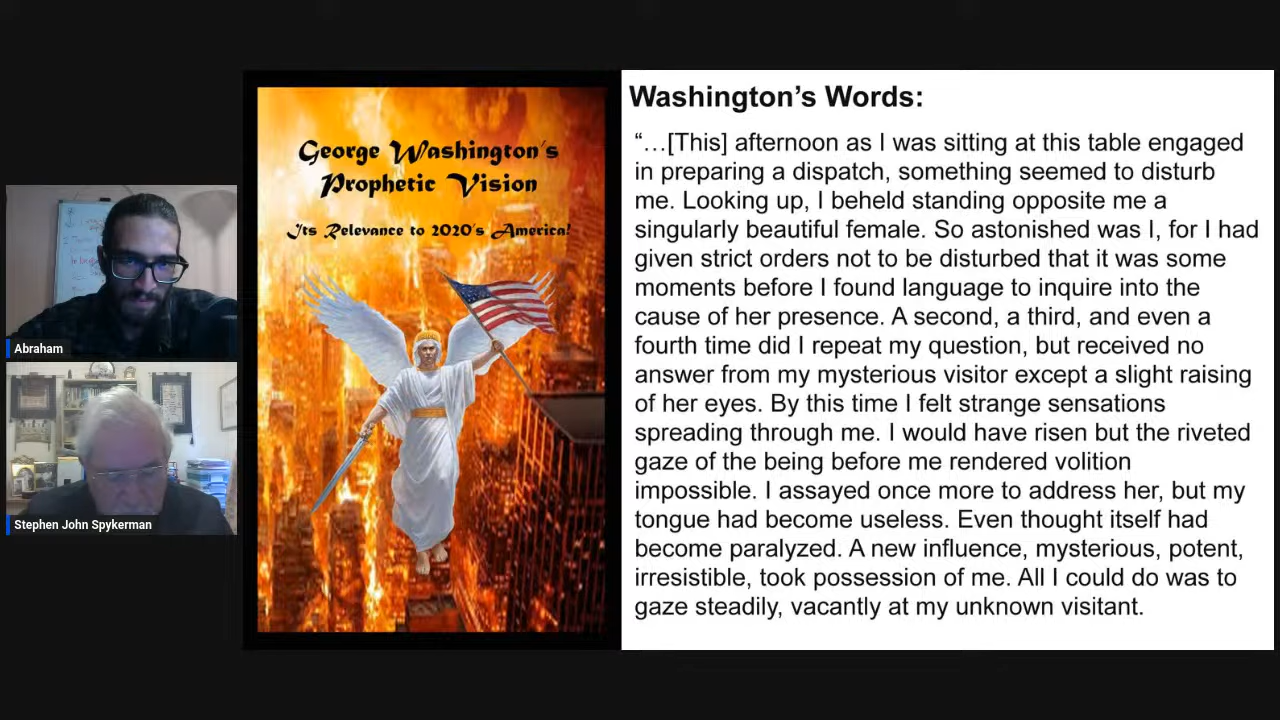 George Washington's
Prophetic Vision
Its Relevance to 2020's America!
Abraham
Stephen John Spykerman
Washington’s Words:
“…[This] afternoon as I was sitting at this table engaged
in preparing a dispatch, something seemed to disturb
me. Looking up, I beheld standing opposite me a
singularly beautiful female. So astonished was I, for I had
given strict orders not to be disturbed that it was some
moments before I found language to inquire into the
cause of her presence. A second, a third, and even a
fourth time did I repeat my question, but received no
answer from my mysterious visitor except a slight raising
of her eyes. By this time I felt strange sensations
spreading through me. I would have risen but the riveted
gaze of the being before me rendered volition
impossible. I assayed once more to address her, but my
tongue had become useless. Even thought itself had
become paralyzed. A new influence, mysterious, potent,
irresistible, took possession of me. All I could do was to
gaze steadily, vacantly at my unknown visitant.